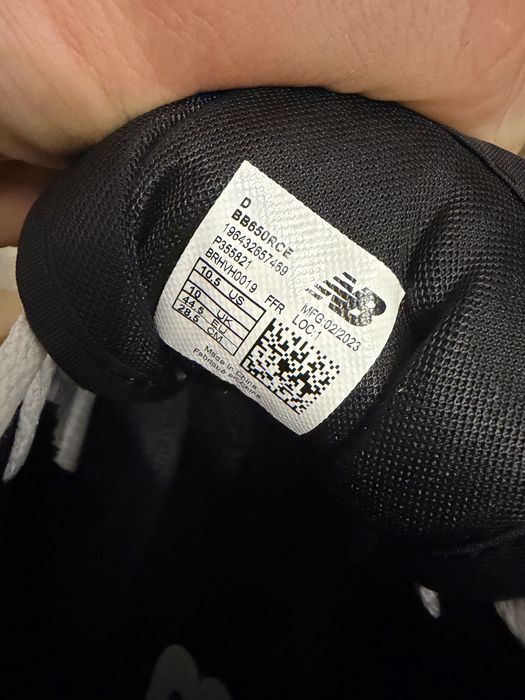 D
BB650RCE
196432657469
P355821
BRHVH0019 FFR
10.5 US
10 UK
44.5 EU
28.5 CM
Made in China
Fabriqué en Chine
NB
MFG:02/2023
LOC:1